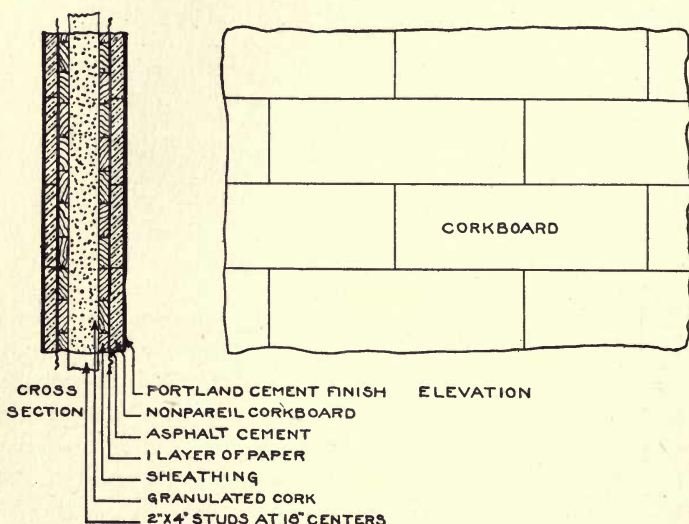 CORKBOARD
CROSS SECTION
ELEVATION
PORTLAND CEMENT FINISH
NONPAREIL CORKBOARD
ASPHALT CEMENT
1 LAYER OF PAPER
SHEATHING
GRANULATED CORK
2"X4" STUDS AT 18" CENTERS